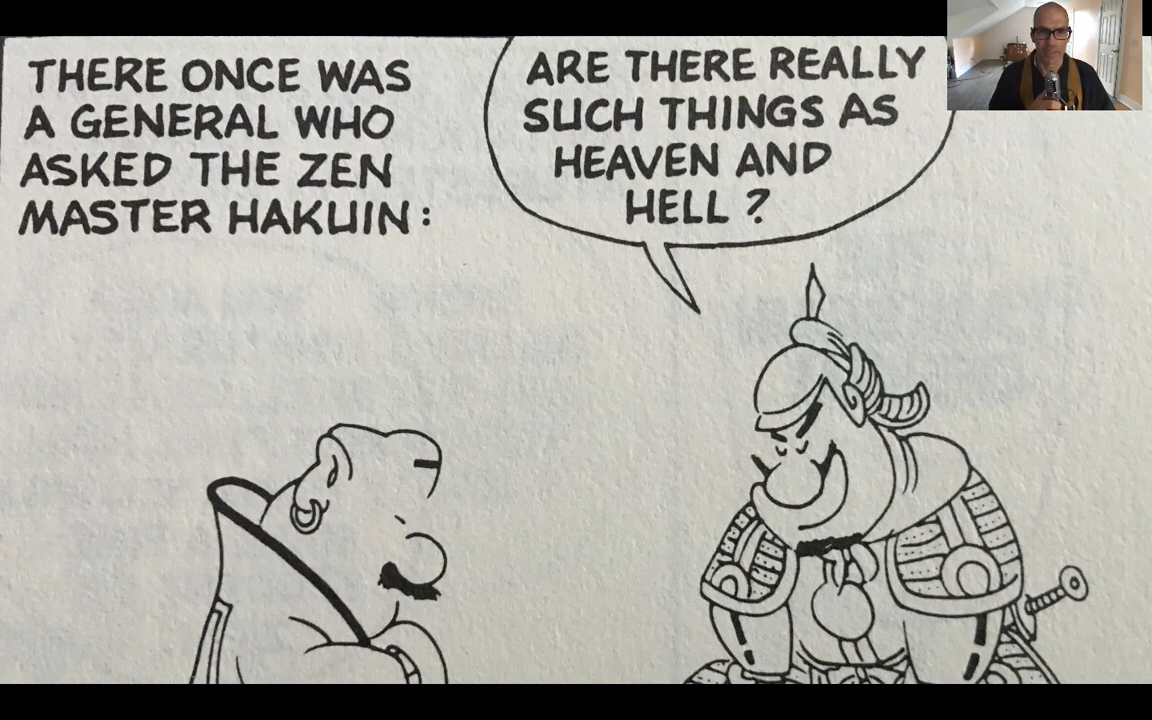 THERE ONCE WAS
A GENERAL WHO
ASKED THE ZEN
MASTER HAKUIN:
ARE THERE REALLY
SUCH THINGS AS
HEAVEN AND
HELL?